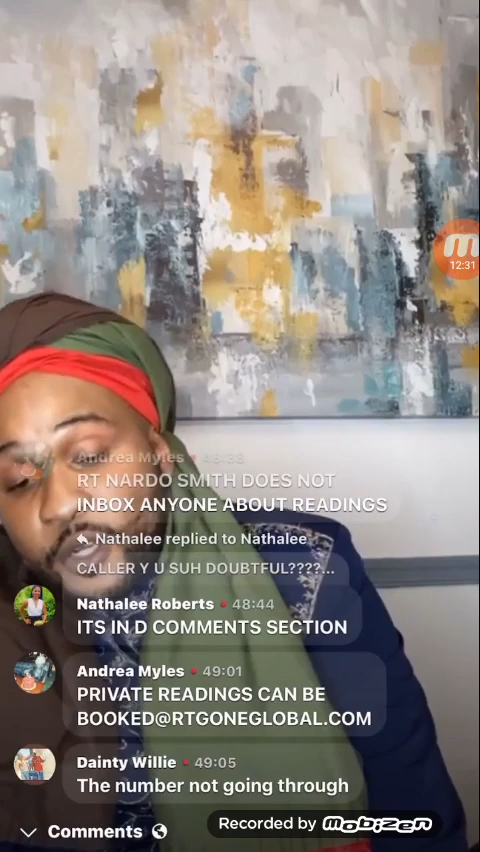 12:31
Andrea Myles • 48:38
RT NARDO SMITH DOES NOT
INBOX ANYONE ABOUT READINGS
Nathalee replied to Nathalee
CALLER Y U SUH DOUBTFUL????...
Nathalee Roberts • 48:44
ITS IN D COMMENTS SECTION
Andrea Myles • 49:01
PRIVATE READINGS CAN BE
BOOKED@RTGONEGLOBAL.COM
Dainty Willie • 49:05
The number not going through
Comments
Recorded by mobizen